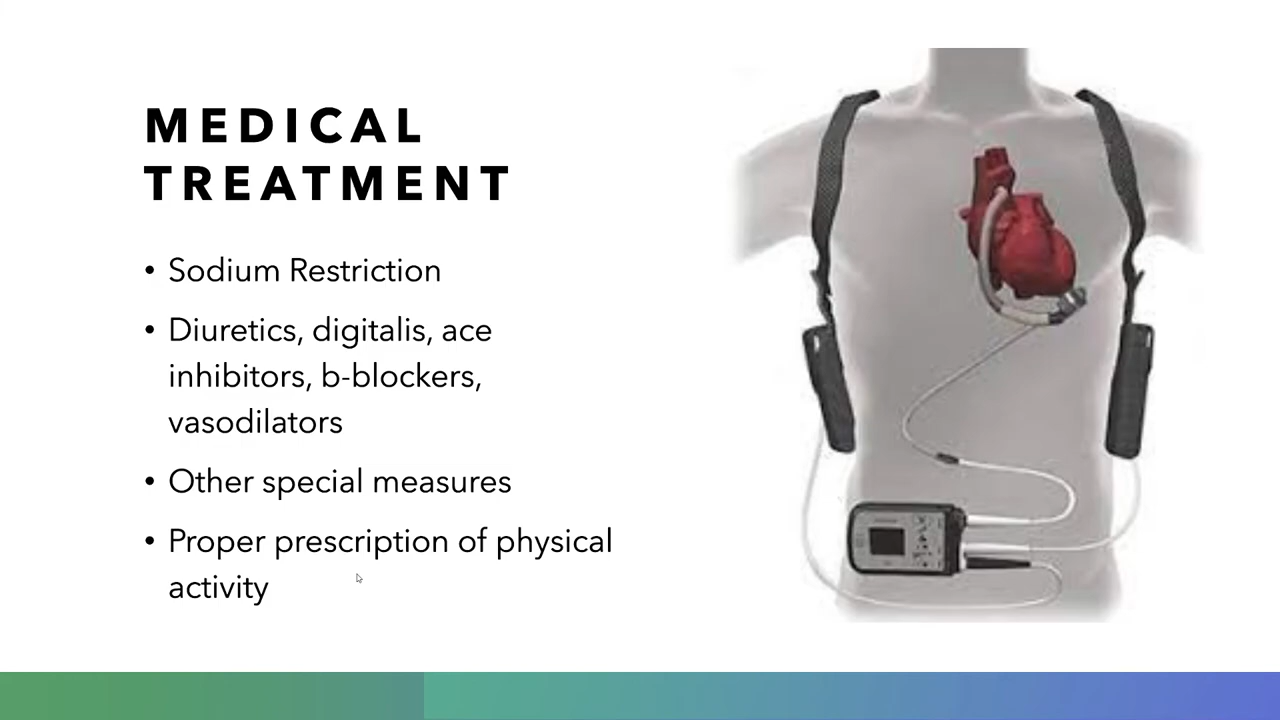 MEDICAL
TREATMENT
• Sodium Restriction
• Diuretics, digitalis, ace
inhibitors, b-blockers,
vasodilators
• Other special measures
• Proper prescription of physical
activity